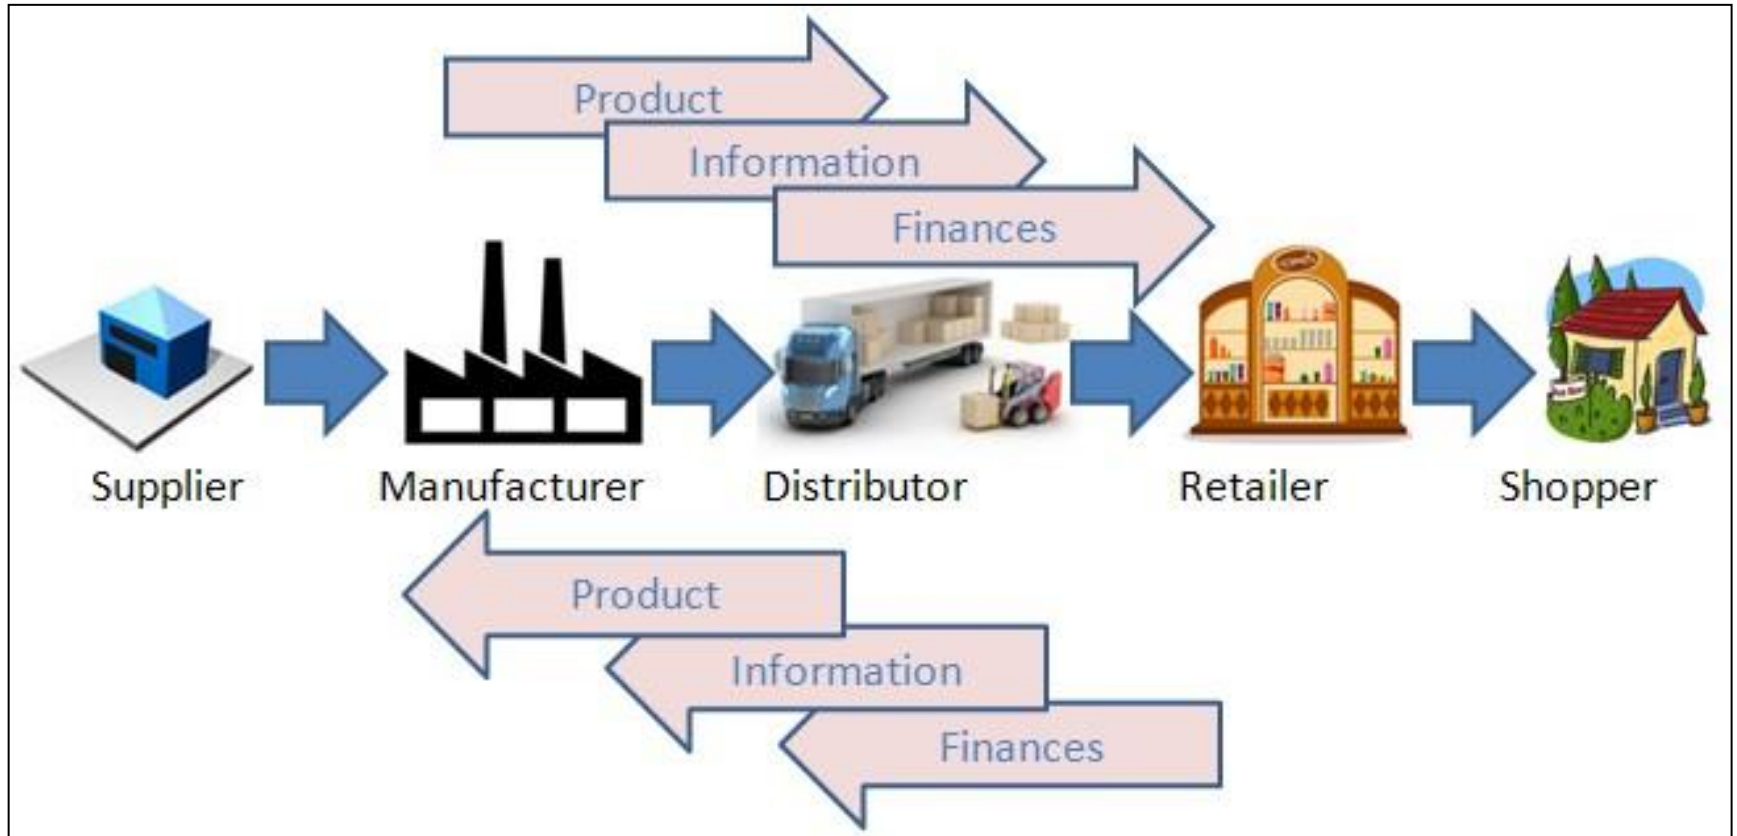 Product
Information
Finances
Supplier
Manufacturer
Distributor
Retailer
Shopper
Product
Information
Finances